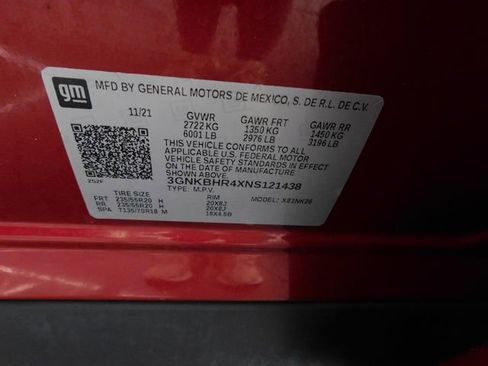 gm
MFD BY GENERAL MOTORS DE MEXICO, S. DE R.L. DE C.V.
11/21 GVWR GAWR FRT GAWR RR
2722 KG 1350 KG 1450 KG
6001 LB 2976 LB 3196 LB
THIS VEHICLE CONFORMS TO ALL
APPLICABLE U.S. FEDERAL MOTOR
VEHICLE SAFETY STANDARDS IN
EFFECT ON THE DATE OF MANUFACTURE
SHOWN ABOVE.
3GNKBHR4XNS121438
TYPE: M.P.V. MODEL: X82NK26
TIRE SIZE RIM
FRT 235/55R20 H 20X8J
RR 235/55R20 H 20X8J
SPA T135/70R18 M 18X4.5B